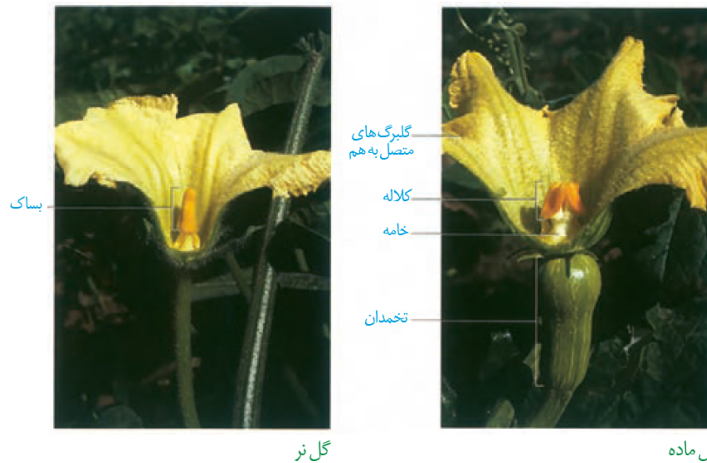 گلبرگ‌های
متصل به هم
کلاله
خامه
تخمدان
بساک
ل ماده
گل نر